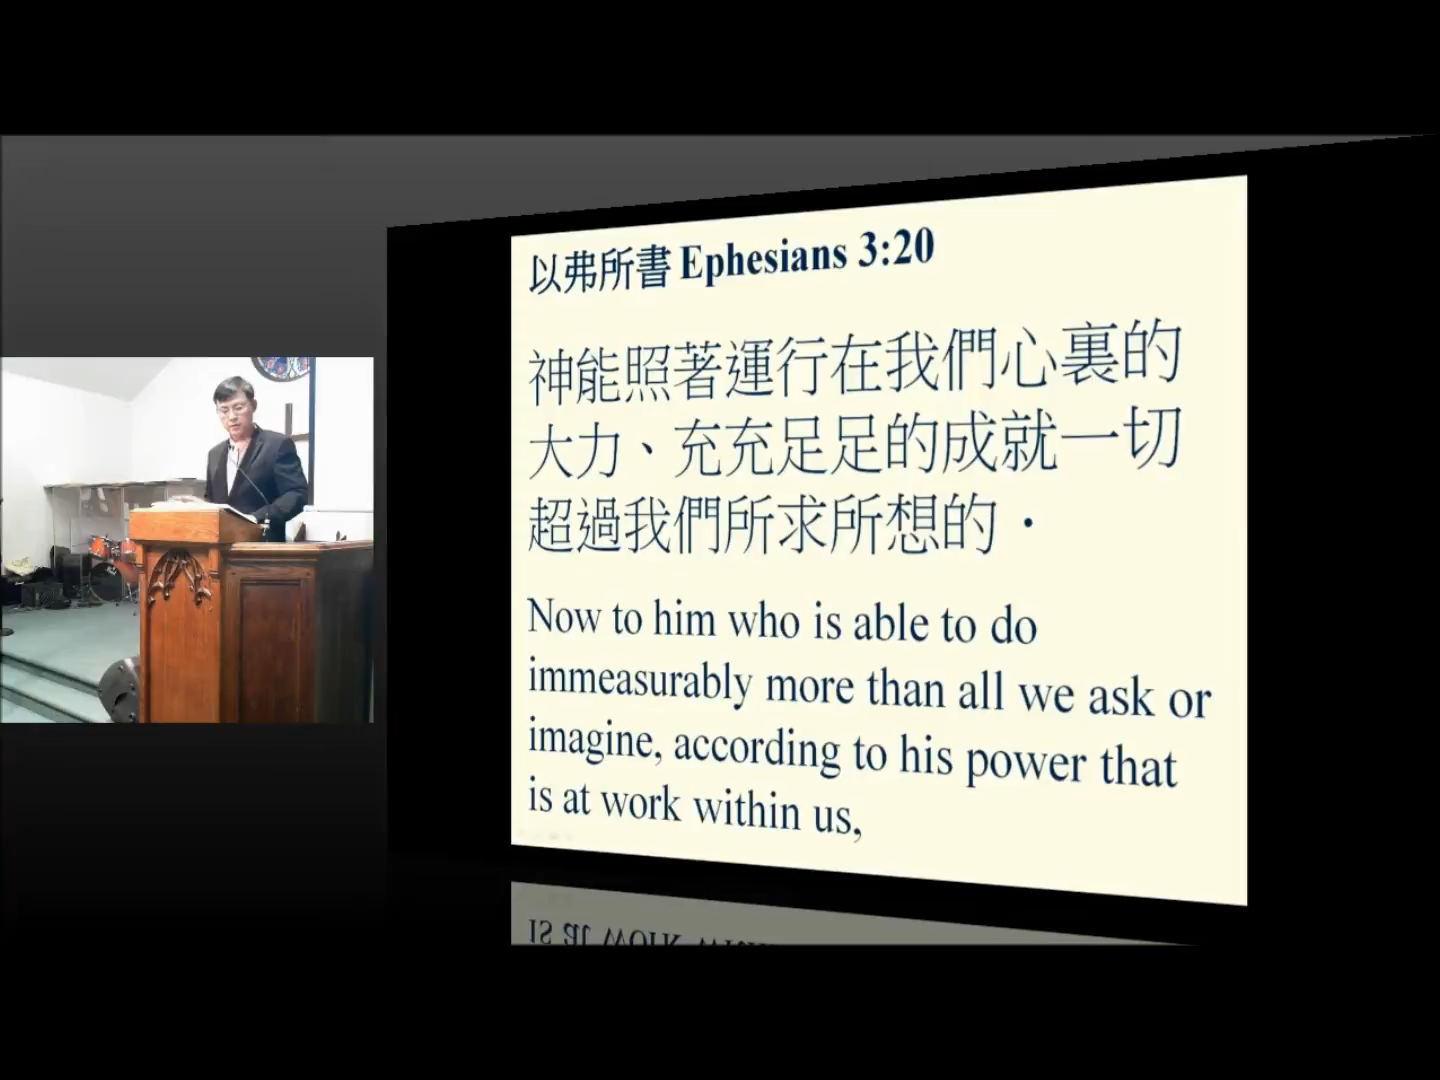 以弗所書 Ephesians 3:20
神能照著運行在我們心裏的
大力、充充足足的成就一切
超過我們所求所想的．
Now to him who is able to do
immeasurably more than all we ask or
imagine, according to his power that
is at work within us,